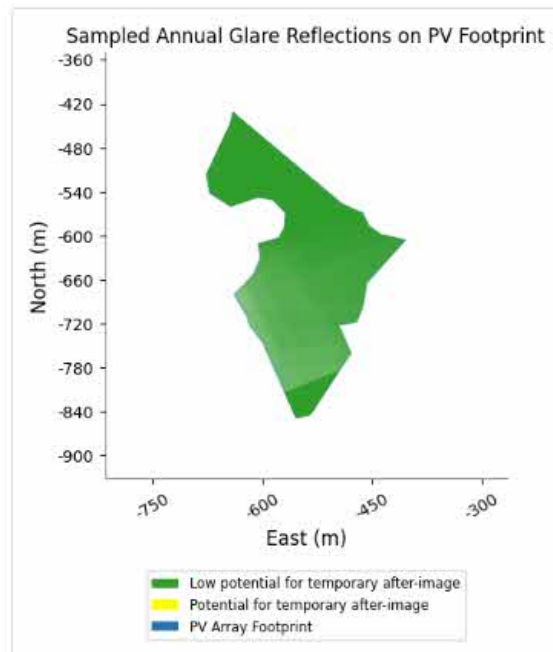 Sampled Annual Glare Reflections on PV Footprint
-360
-420
-480
-540
-600
-660
-720
-780
-840
-900
North (m)
-750
-600
-450
-300
East (m)
Low potential for temporary after-image
Potential for temporary after-image
PV Array Footprint